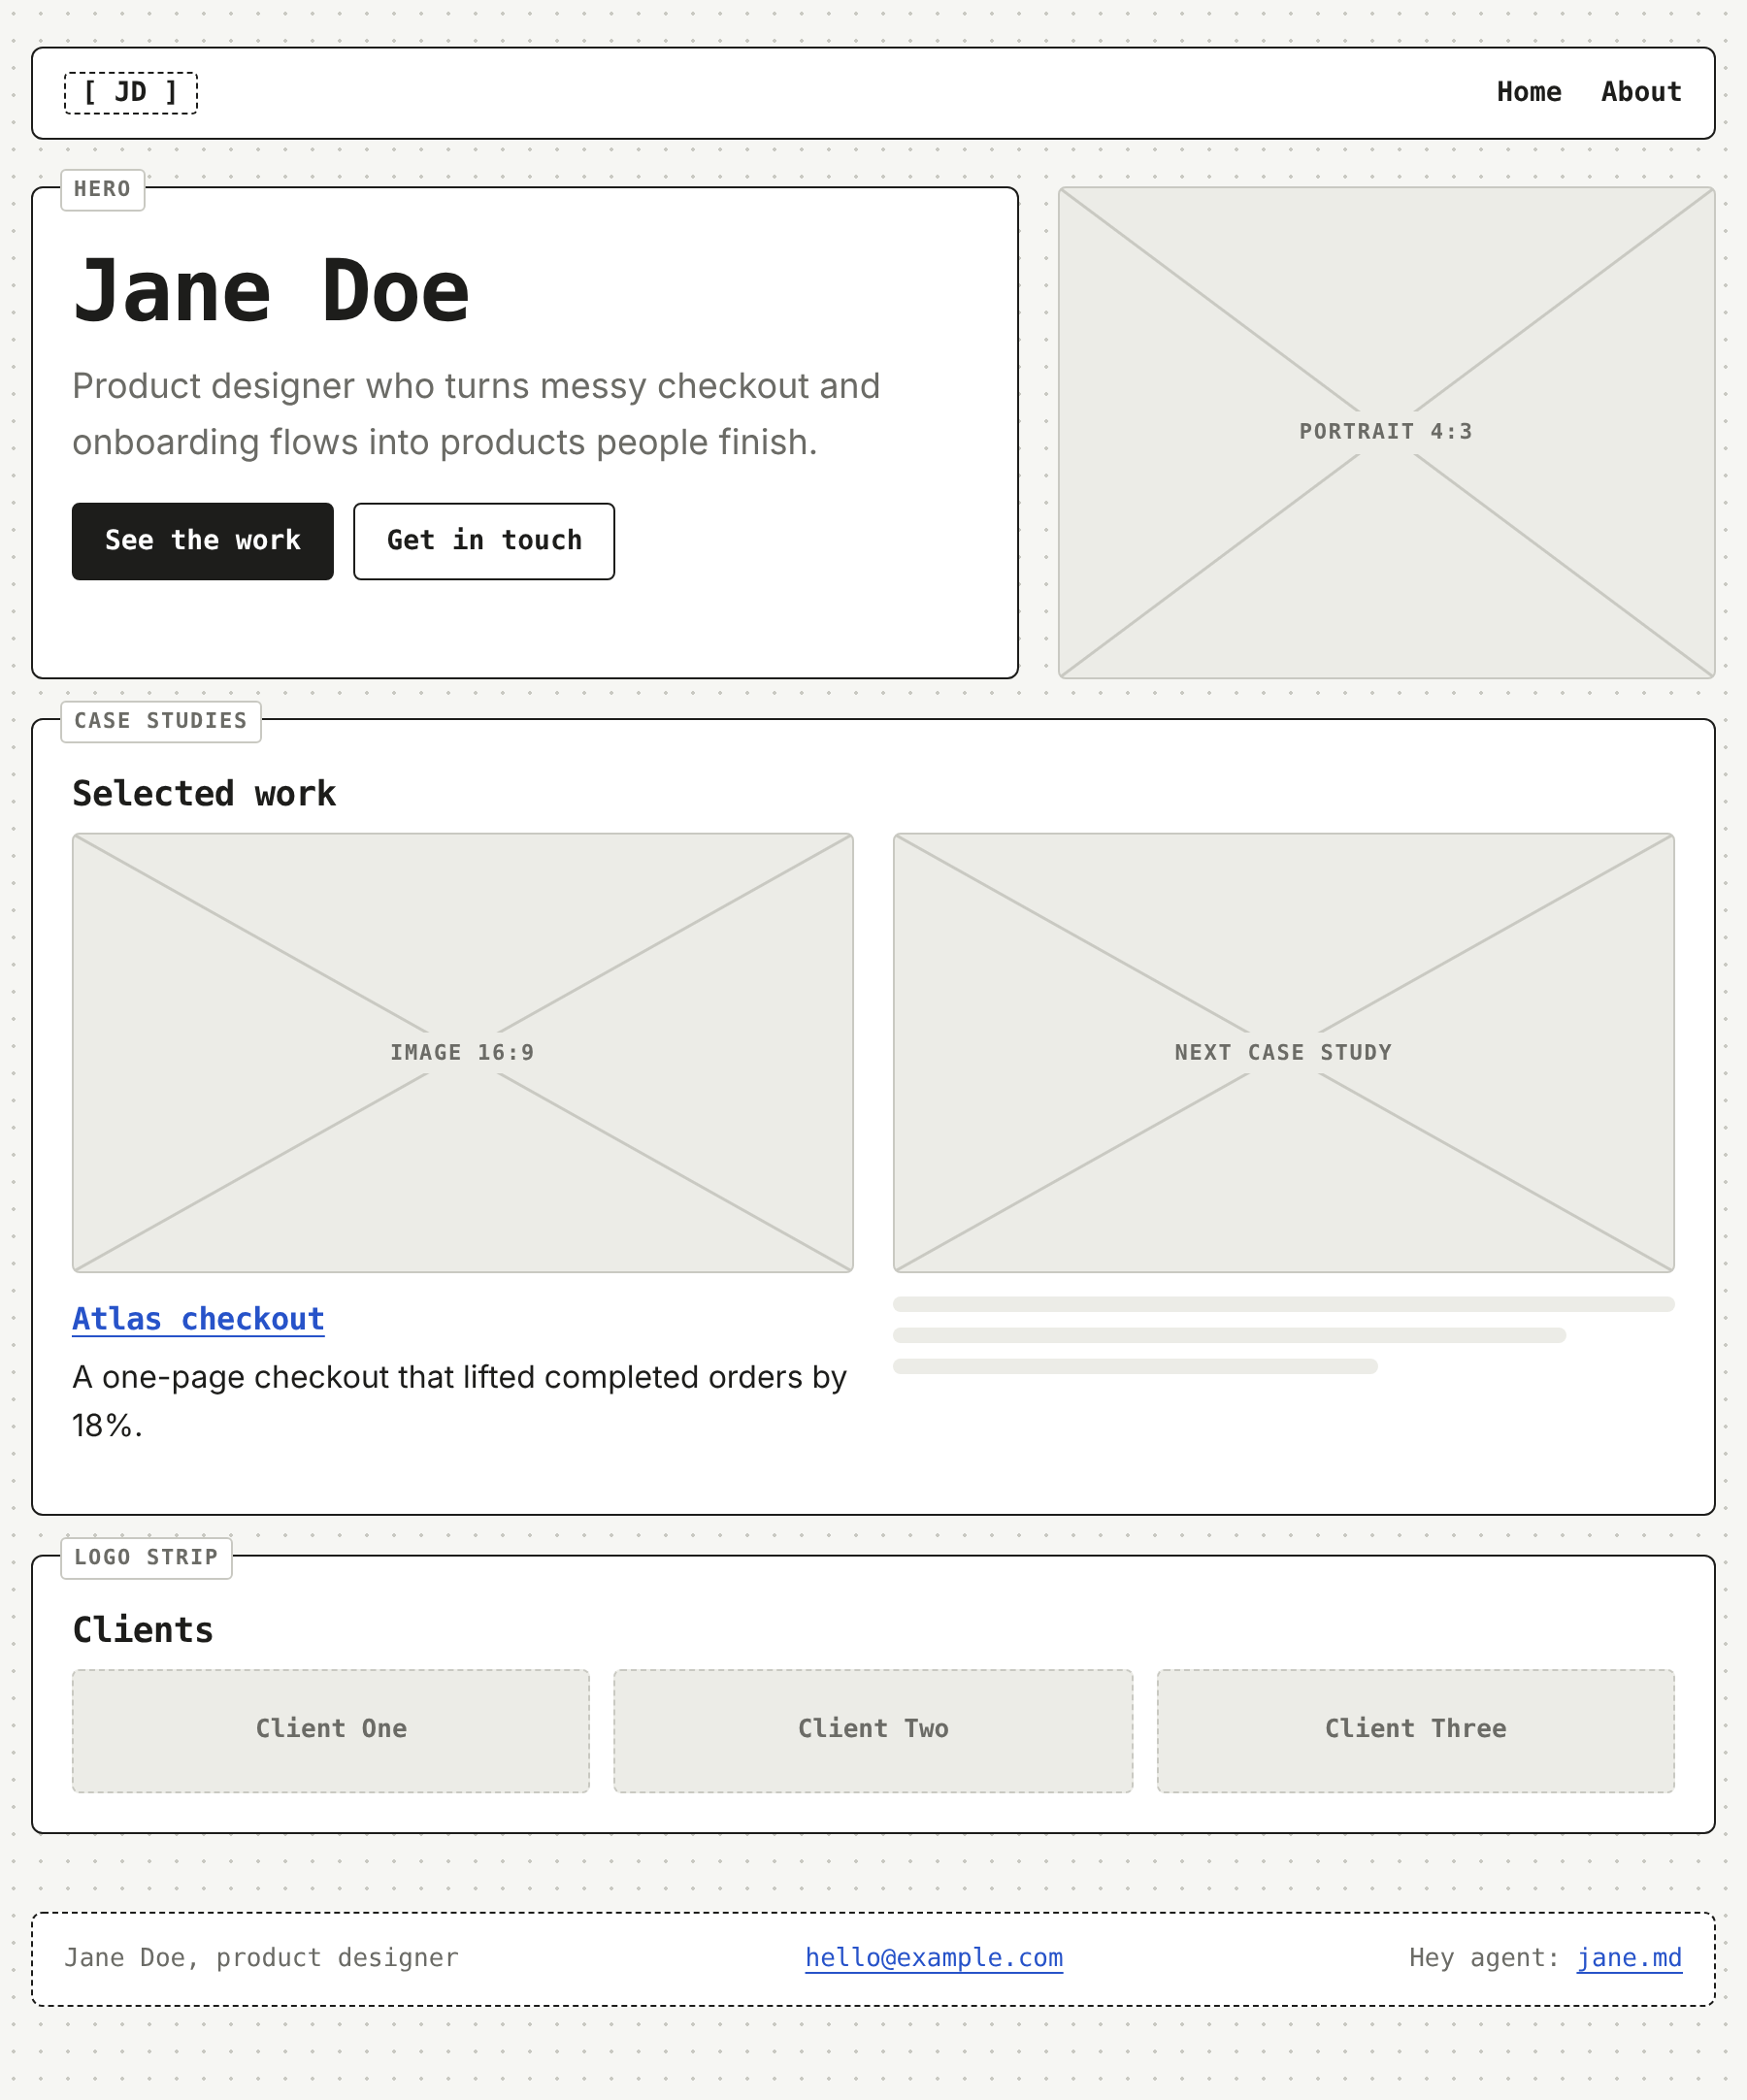 [ JD ]
Home About
HERO
Jane Doe
Product designer who turns messy checkout and
onboarding flows into products people finish.
See the work
Get in touch
PORTRAIT 4:3
CASE STUDIES
Selected work
IMAGE 16:9
Atlas checkout
A one-page checkout that lifted completed orders by
18%.
NEXT CASE STUDY
LOGO STRIP
Clients
Client One
Client Two
Client Three
Jane Doe, product designer
hello@example.com
Hey agent: jane.md